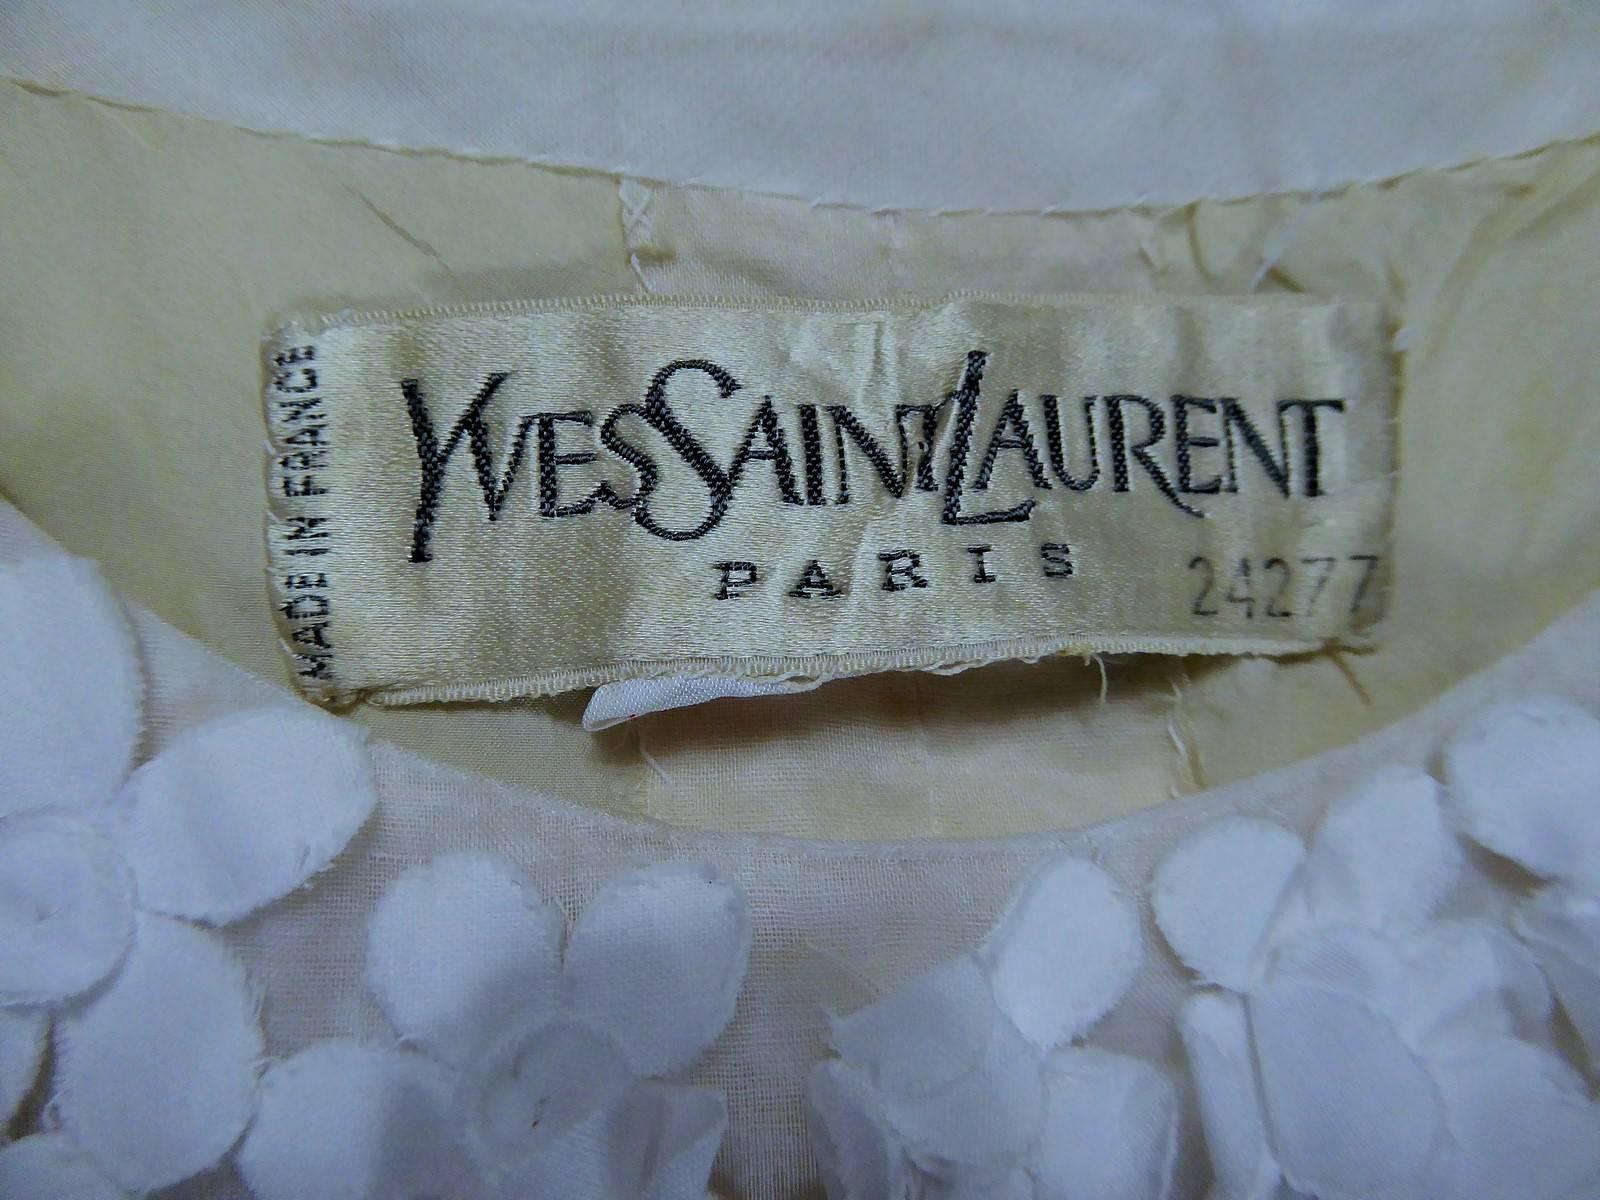 MADE IN FRANCE
YVES SAINT LAURENT
PARIS
24277